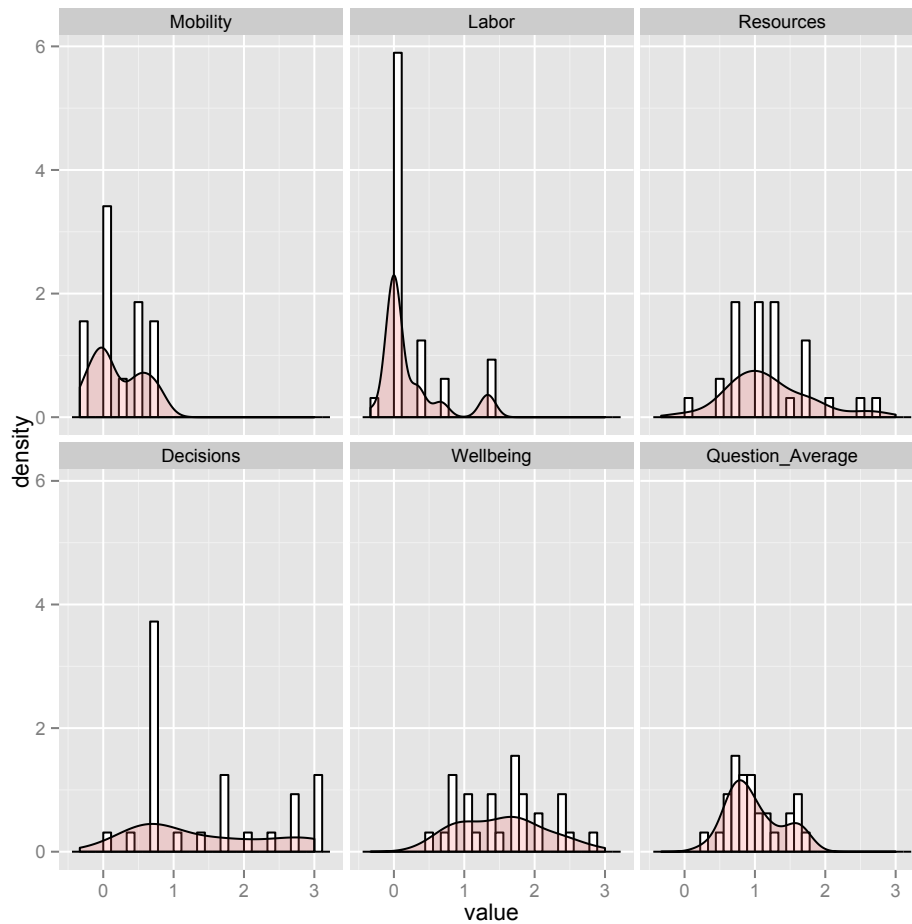 Mobility Labor Resources
6
4
2
0
Decisions Wellbeing Question_Average
6
4
2
0
0 1 2 3 0 1 2 3 0 1 2 3
density
value